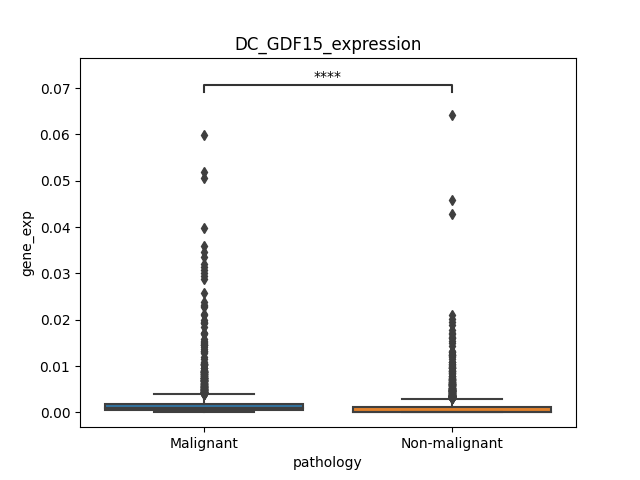 DC_GDF15_expression
****
0.07
0.06
0.05
0.04
0.03
0.02
0.01
0.00
gene_exp
Malignant
Non-malignant
pathology